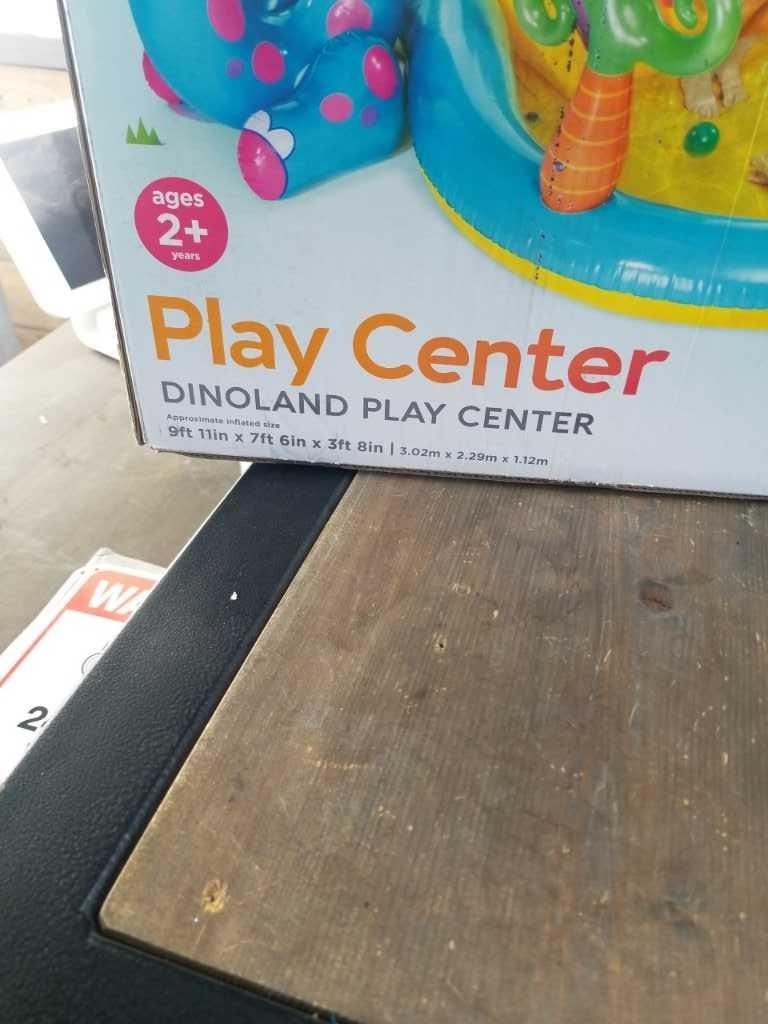 ages
2+
years
Play Center
DINOLAND PLAY CENTER
Approximate inflated size
9ft 11in x 7ft 6in x 3ft 8in | 3.02m x 2.29m x 1.12m